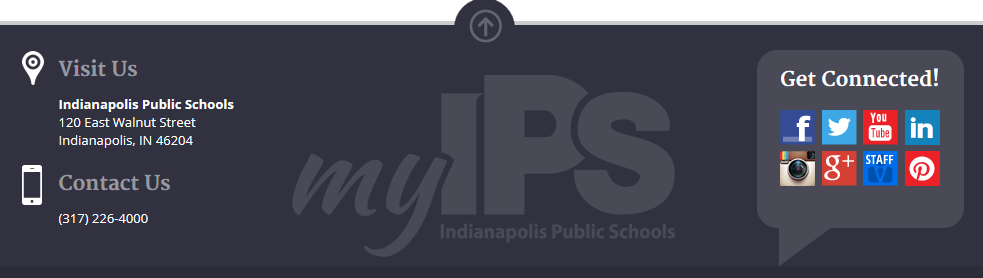 Visit Us
Indianapolis Public Schools
120 East Walnut Street
Indianapolis, IN 46204
Contact Us
(317) 226-4000
myIPS
Indianapolis Public Schools
Get Connected!
f
You
Tube
in
g+
STAFF
V